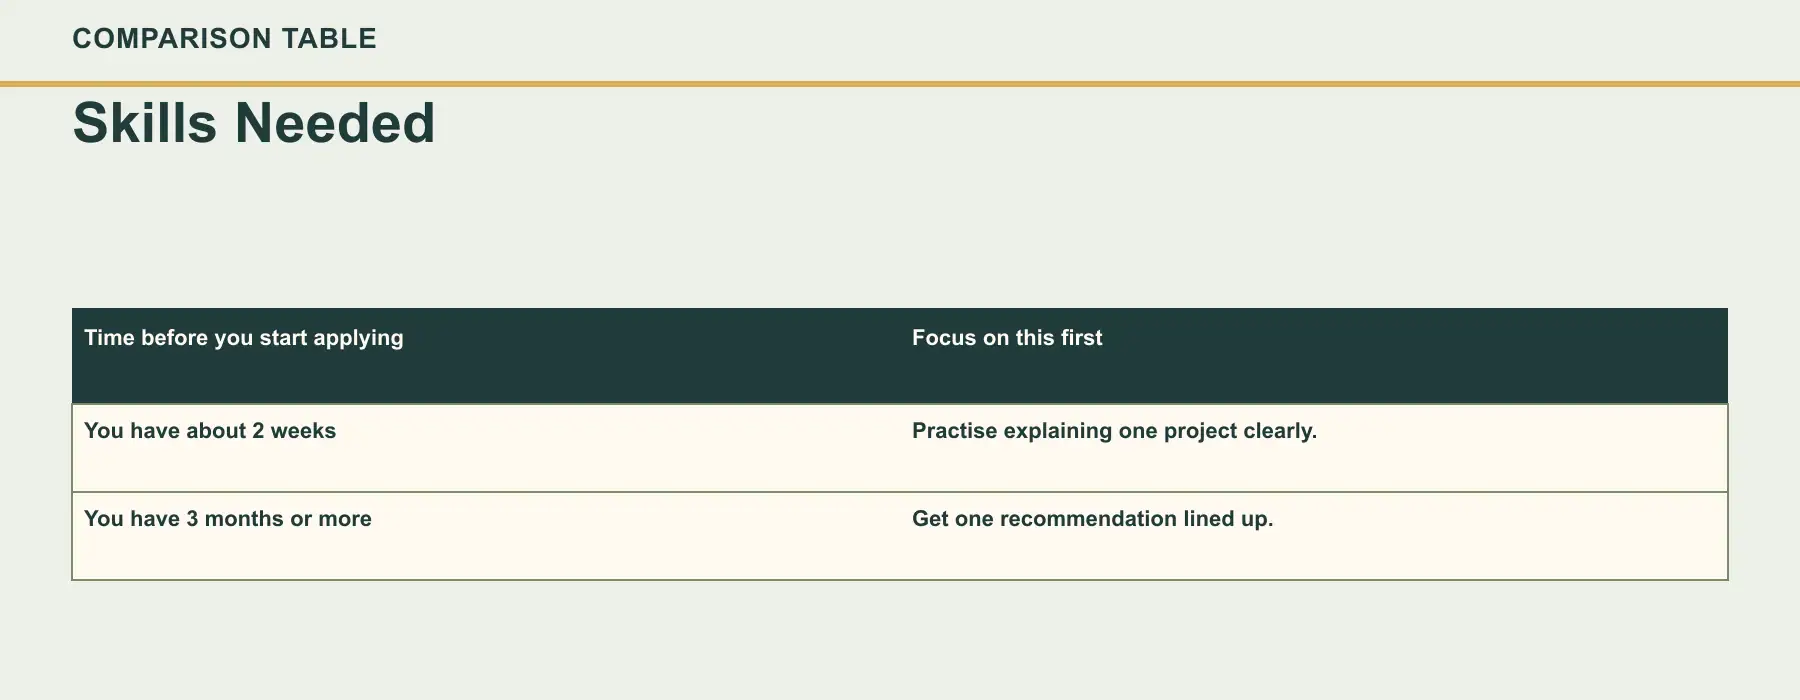 COMPARISON TABLE
Skills Needed
Time before you start applying
Focus on this first
You have about 2 weeks
Practise explaining one project clearly.
You have 3 months or more
Get one recommendation lined up.